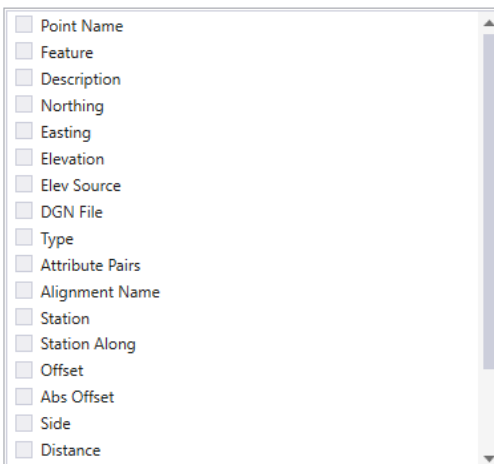 Point Name
Feature
Description
Northing
Easting
Elevation
Elev Source
DGN File
Type
Attribute Pairs
Alignment Name
Station
Station Along
Offset
Abs Offset
Side
Distance